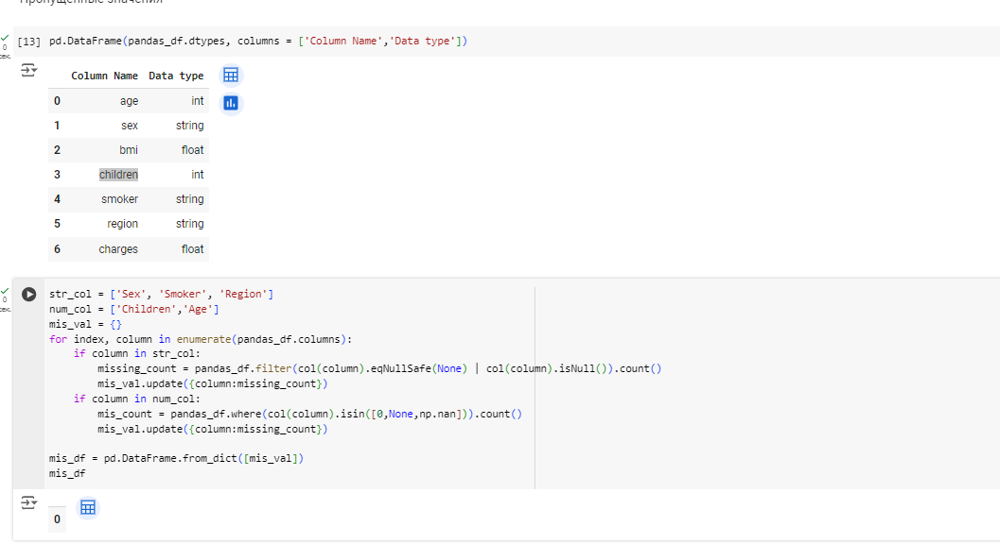 Пропущенные значения
0
сек.
[13] pd.DataFrame(pandas_df.dtypes, columns = ['Column Name','Data type'])
Column Name Data type
0 age int
1 sex string
2 bmi float
3 children int
4 smoker string
5 region string
6 charges float
0
сек.
str_col = ['Sex', 'Smoker', 'Region']
num_col = ['Children','Age']
mis_val = {}
for index, column in enumerate(pandas_df.columns):
    if column in str_col:
        missing_count = pandas_df.filter(col(column).eqNullSafe(None) | col(column).isNull()).count()
        mis_val.update({column:missing_count})
    if column in num_col:
        mis_count = pandas_df.where(col(column).isin([0,None,np.nan])).count()
        mis_val.update({column:missing_count})
mis_df = pd.DataFrame.from_dict([mis_val])
mis_df
0